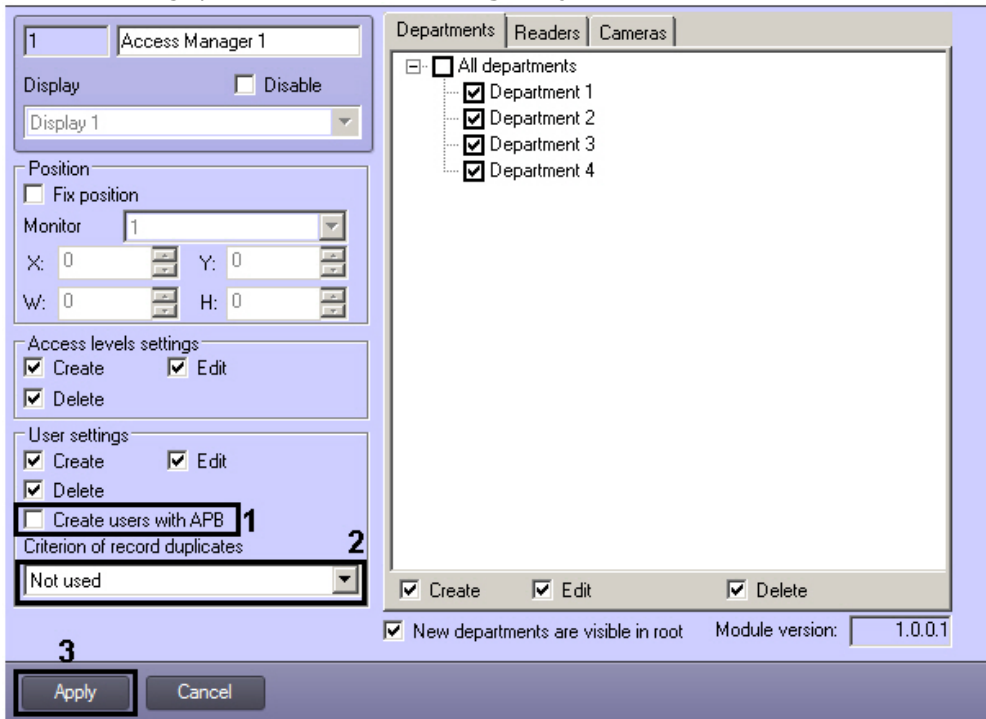 1 Access Manager 1
Display Disable
Display 1
Position
Fix position
Monitor 1
X: 0 Y: 0
W: 0 H: 0
Access levels settings
Create Edit
Delete
User settings
Create Edit
Delete
Create users with APB 1
Criterion of record duplicates 2
Not used
Departments Readers Cameras
All departments
Department 1
Department 2
Department 3
Department 4
Create Edit Delete
New departments are visible in root Module version: 1.0.0.1
3
Apply Cancel